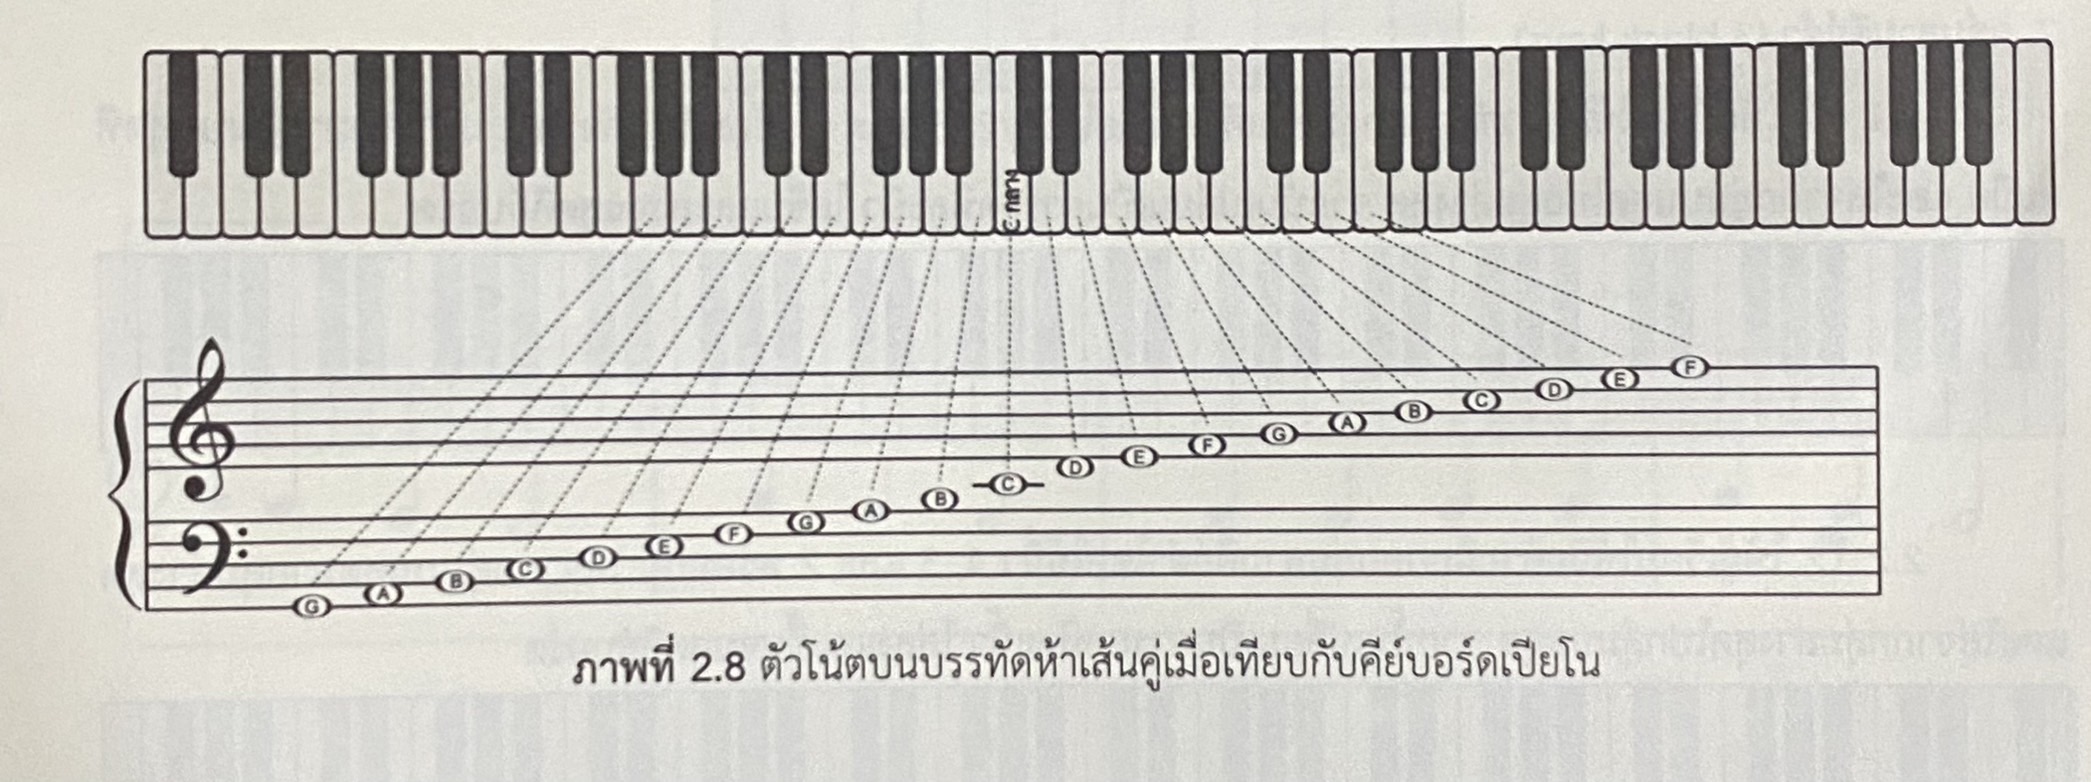 C กลาง
G A B C D E F G A B C D E F G A B C D E F
ภาพที่ 2.8 ตัวโน้ตบนบรรทัดห้าเส้นคู่เมื่อเทียบกับคีย์บอร์ดเปียโน